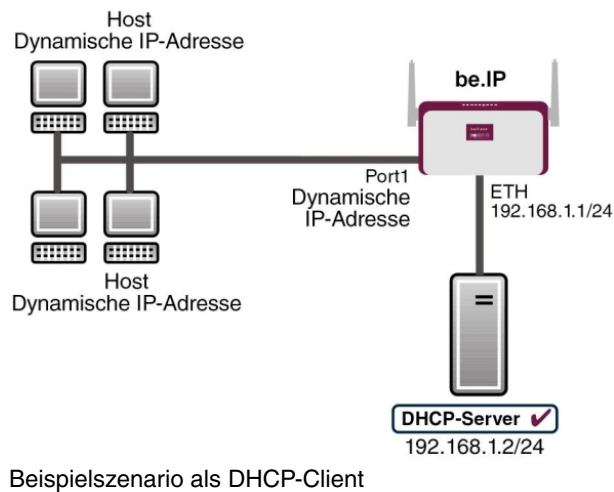 Host
Dynamische IP-Adresse
be.IP
Port1
Dynamische
IP-Adresse
ETH
192.168.1.1/24
Host
Dynamische IP-Adresse
DHCP-Server ✔
192.168.1.2/24
Beispielszenario als DHCP-Client